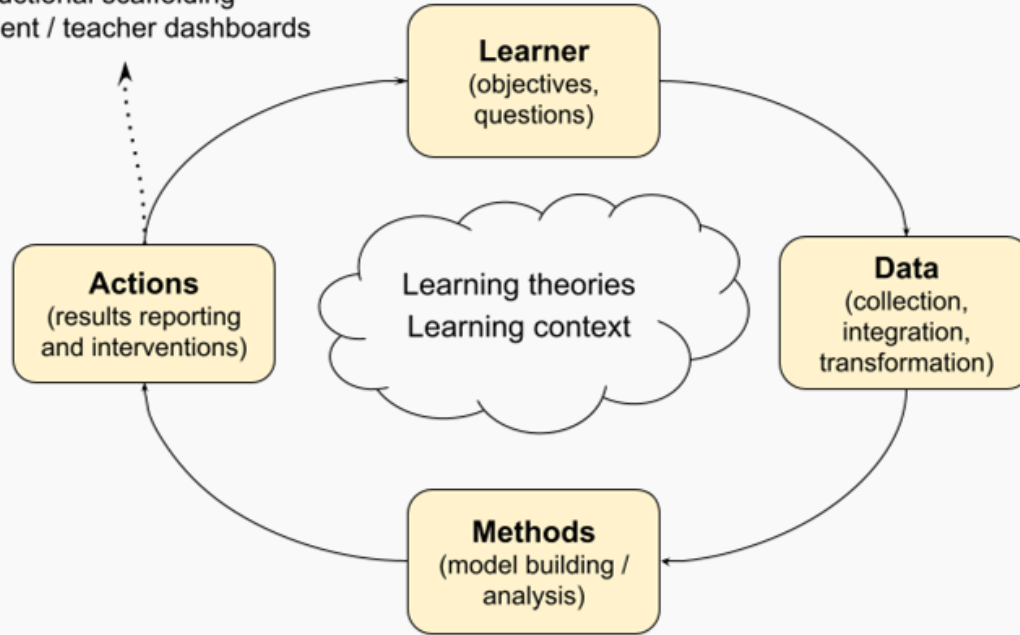 ent / teacher dashboards
Learner
(objectives,
questions)
Data
(collection,
integration,
transformation)
Methods
(model building /
analysis)
Actions
(results reporting
and interventions)
Learning theories
Learning context